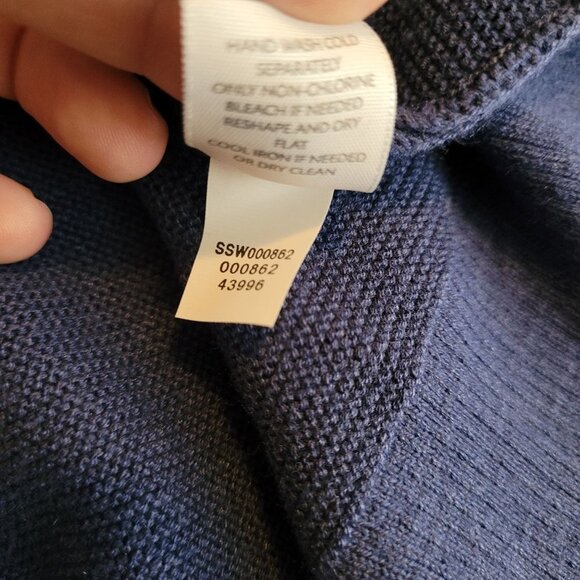 HAND WASH COLD
SEPARATELY
ONLY NON-CHLORINE
BLEACH IF NEEDED
RESHAPE AND DRY
FLAT
COOL IRON IF NEEDED
OR DRY CLEAN
SSW000862
000862
43996